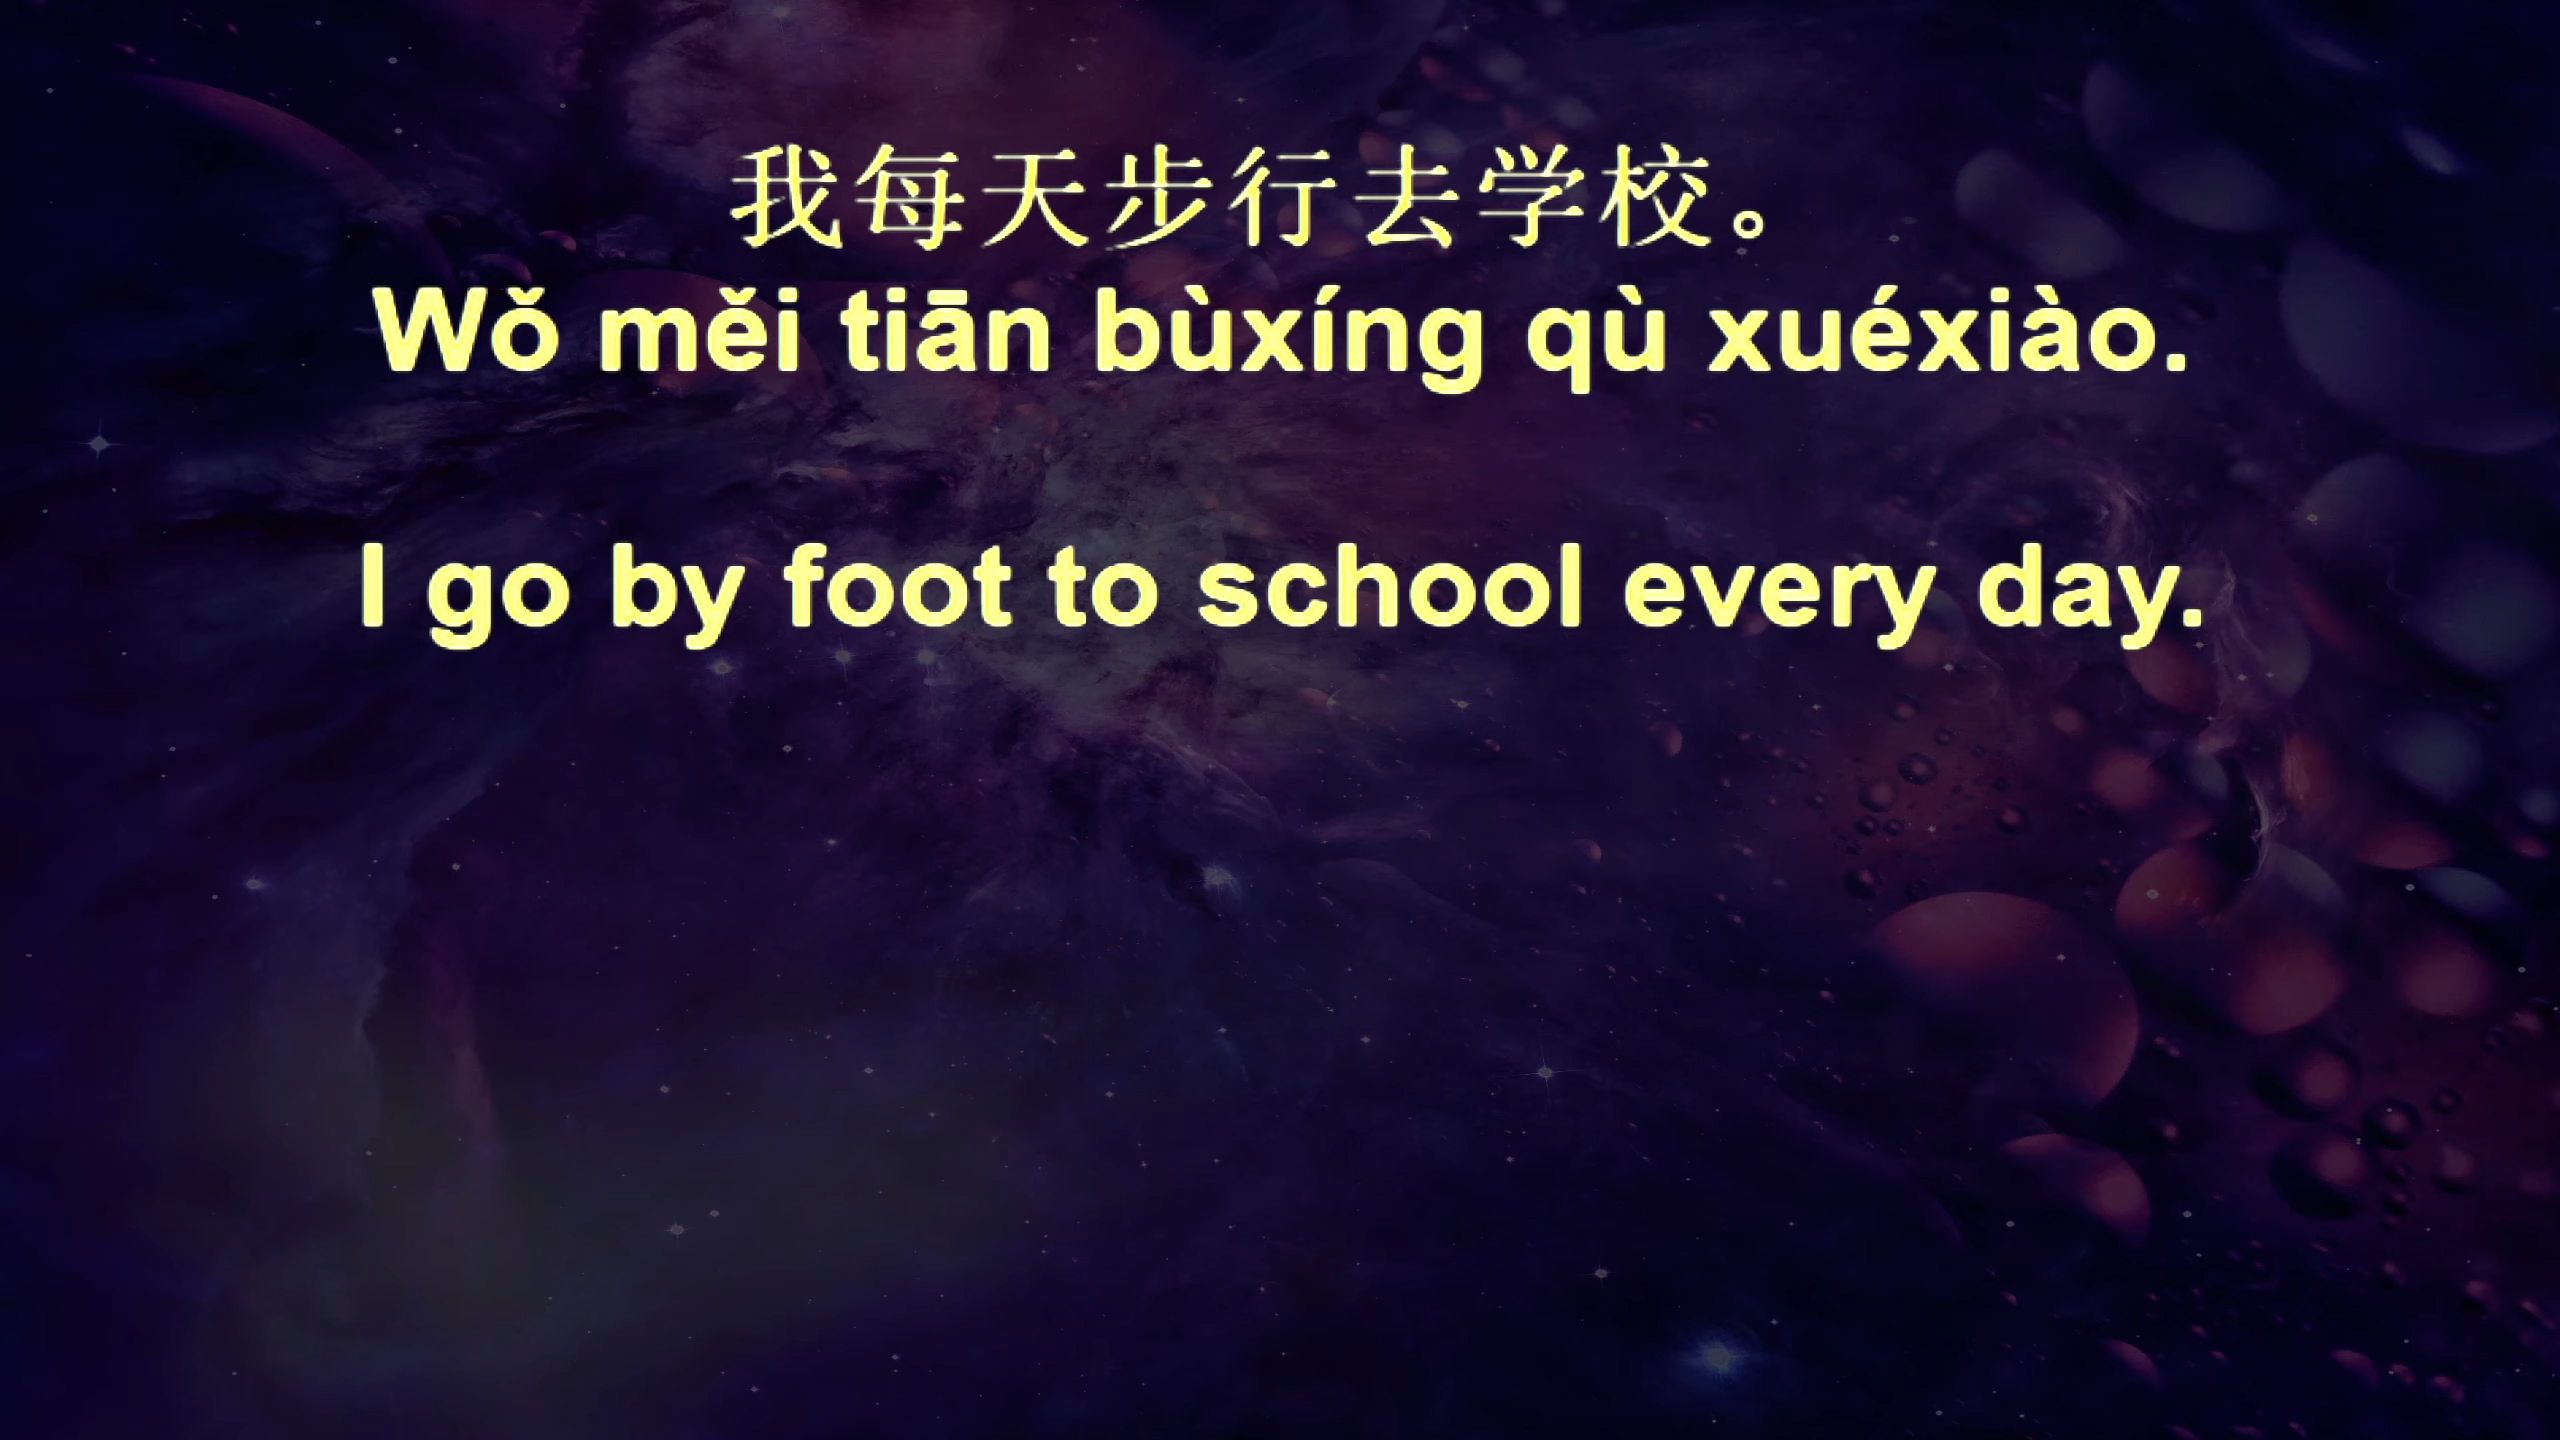 我每天步行去学校。
Wǒ měi tiān bùxíng qù xuéxiào.
I go by foot to school every day.